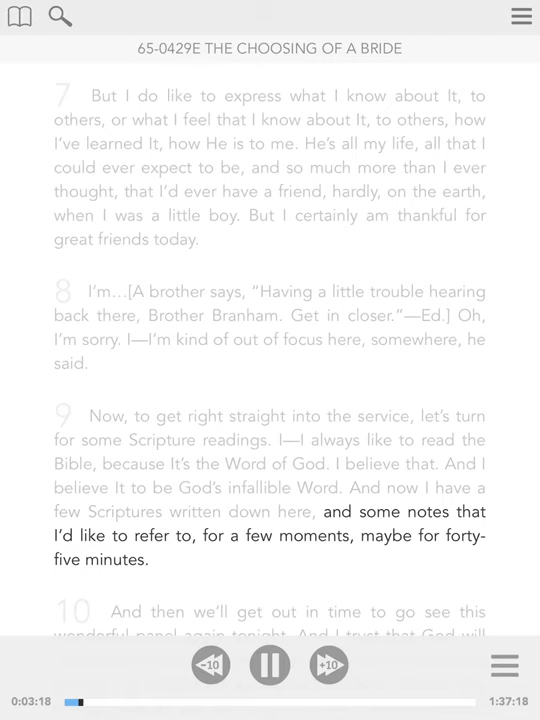 65-0429E THE CHOOSING OF A BRIDE
7 But I do like to express what I know about It, to
others, or what I feel that I know about It, to others, how
I've learned It, how He is to me. He's all my life, all that I
could ever expect to be, and so much more than I ever
thought, that I'd ever have a friend, hardly, on the earth,
when I was a little boy. But I certainly am thankful for
great friends today.
8 I'm…[A brother says, “Having a little trouble hearing
back there, Brother Branham. Get in closer.”—Ed.] Oh,
I'm sorry. I—I'm kind of out of focus here, somewhere, he
said.
9 Now, to get right straight into the service, let's turn
for some Scripture readings. I—I always like to read the
Bible, because It's the Word of God. I believe that. And I
believe It to be God's infallible Word. And now I have a
few Scriptures written down here, and some notes that
I'd like to refer to, for a few moments, maybe for forty-
five minutes.
10 And then we'll get out in time to go see this
wonderful panel again tonight. And I trust that God will
-10 +10
0:03:18 1:37:18